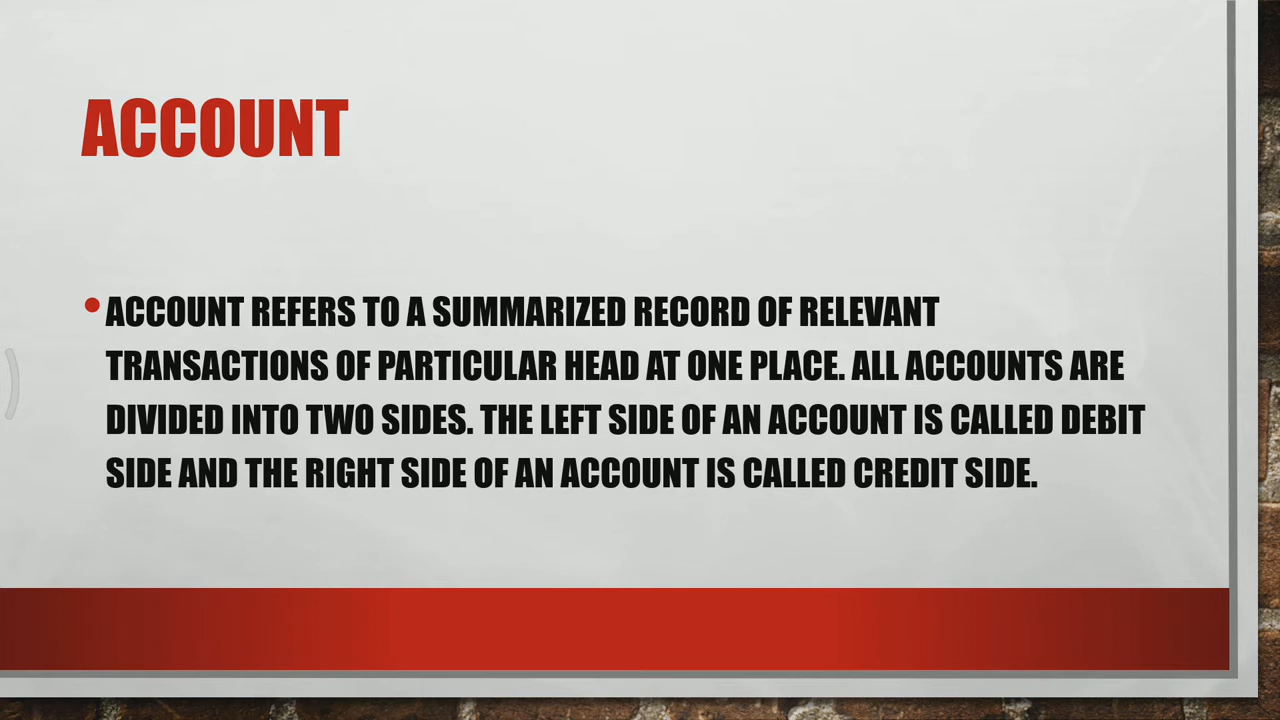 ACCOUNT
• ACCOUNT REFERS TO A SUMMARIZED RECORD OF RELEVANT
TRANSACTIONS OF PARTICULAR HEAD AT ONE PLACE. ALL ACCOUNTS ARE
DIVIDED INTO TWO SIDES. THE LEFT SIDE OF AN ACCOUNT IS CALLED DEBIT
SIDE AND THE RIGHT SIDE OF AN ACCOUNT IS CALLED CREDIT SIDE.